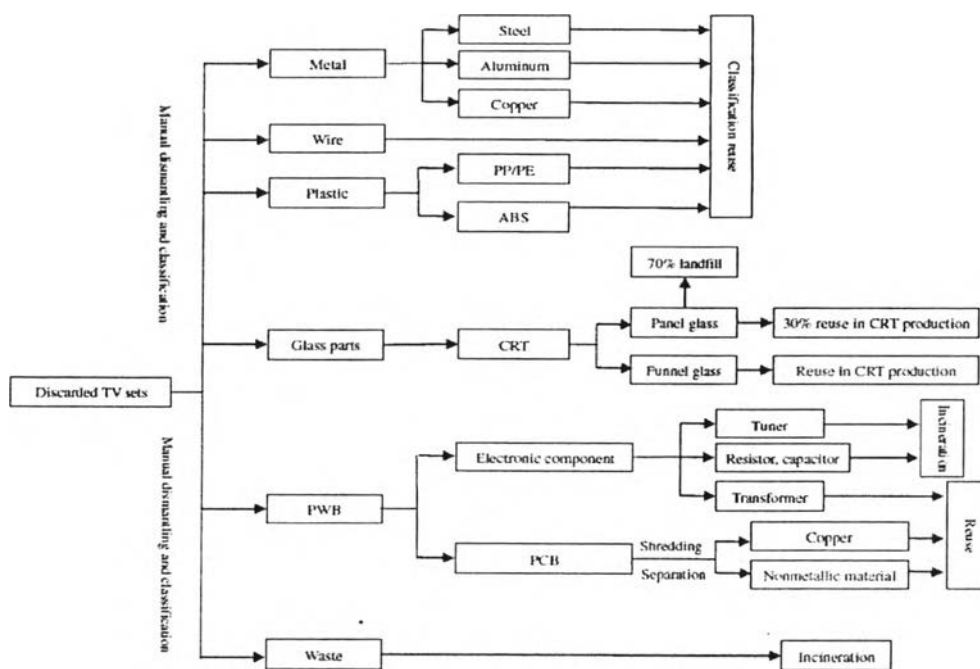 Steel
Metal
Aluminum
Copper
Wire
PP/PE
Plastic
ABS
Classification reuse
Manual dismantling and classification
70% landfill
Panel glass
30% reuse in CRT production
Glass parts
CRT
Funnel glass
Reuse in CRT production
Discarded TV sets
Manual dismantling and classification
Tuner
Incineration
Electronic component
Resistor, capacitor
PWB
Transformer
Reuse
PCB
Shredding
Separation
Copper
Nonmetallic material
Waste
Incineration